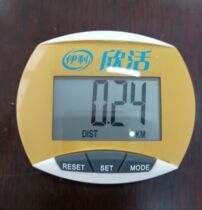 伊利 欣活
0.24
DIST KM
RESET SET MODE